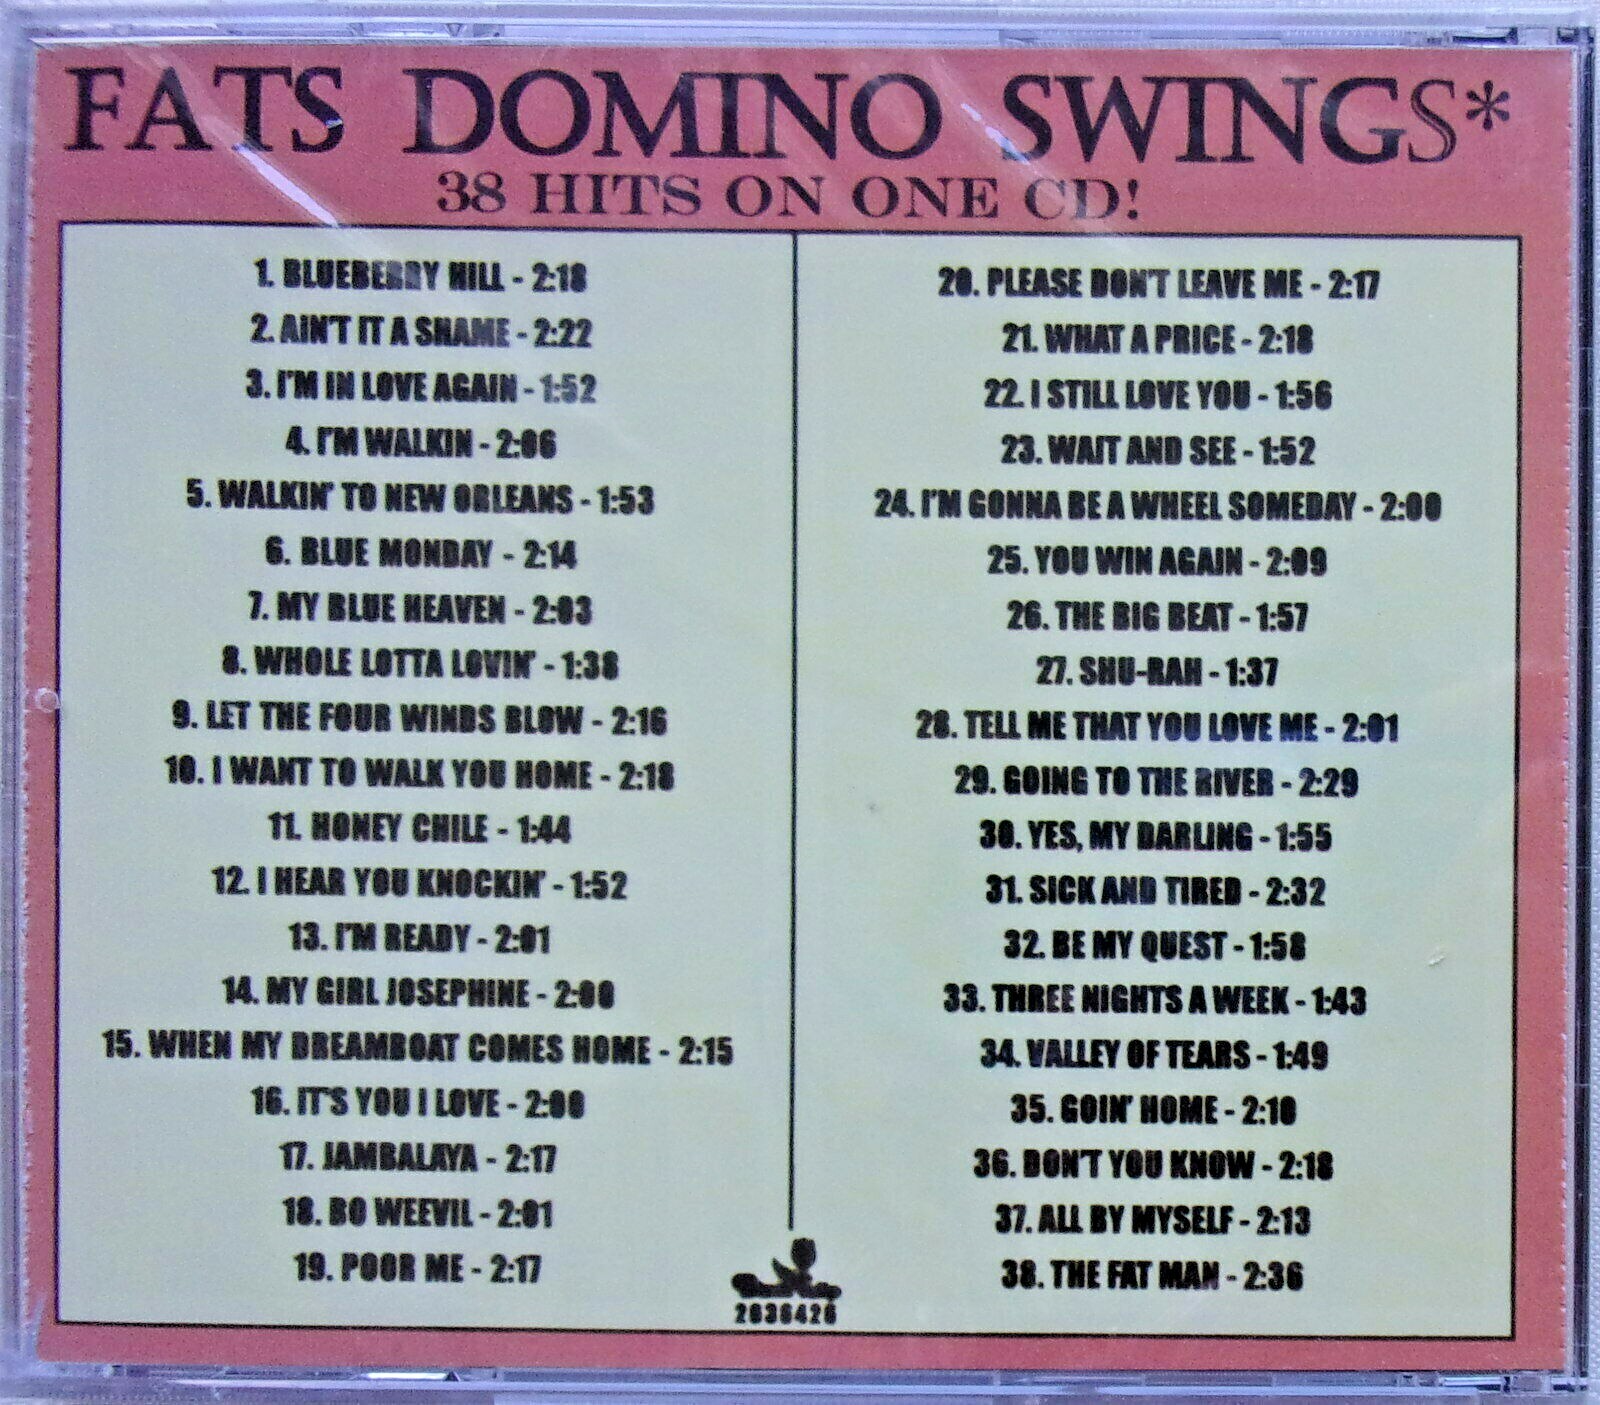 FATS DOMINO SWINGS*
38 HITS ON ONE CD!
1. BLUEBERRY HILL - 2:18
2. AIN'T IT A SHAME - 2:22
3. I'M IN LOVE AGAIN - 1:52
4. I'M WALKIN - 2:06
5. WALKIN' TO NEW ORLEANS - 1:53
6. BLUE MONDAY - 2:14
7. MY BLUE HEAVEN - 2:03
8. WHOLE LOTTA LOVIN' - 1:38
9. LET THE FOUR WINDS BLOW - 2:16
10. I WANT TO WALK YOU HOME - 2:18
11. HONEY CHILE - 1:44
12. I HEAR YOU KNOCKIN' - 1:52
13. I'M READY - 2:01
14. MY GIRL JOSEPHINE - 2:00
15. WHEN MY DREAMBOAT COMES HOME - 2:15
16. IT'S YOU I LOVE - 2:00
17. JAMBALAYA - 2:17
18. BO WEEVIL - 2:01
19. POOR ME - 2:17
20. PLEASE DON'T LEAVE ME - 2:17
21. WHAT A PRICE - 2:18
22. I STILL LOVE YOU - 1:56
23. WAIT AND SEE - 1:52
24. I'M GONNA BE A WHEEL SOMEDAY - 2:00
25. YOU WIN AGAIN - 2:09
26. THE BIG BEAT - 1:57
27. SHU-RAH - 1:37
28. TELL ME THAT YOU LOVE ME - 2:01
29. GOING TO THE RIVER - 2:29
30. YES, MY DARLING - 1:55
31. SICK AND TIRED - 2:32
32. BE MY QUEST - 1:58
33. THREE NIGHTS A WEEK - 1:43
34. VALLEY OF TEARS - 1:49
35. GOIN' HOME - 2:10
36. DON'T YOU KNOW - 2:18
37. ALL BY MYSELF - 2:13
38. THE FAT MAN - 2:36
2636426